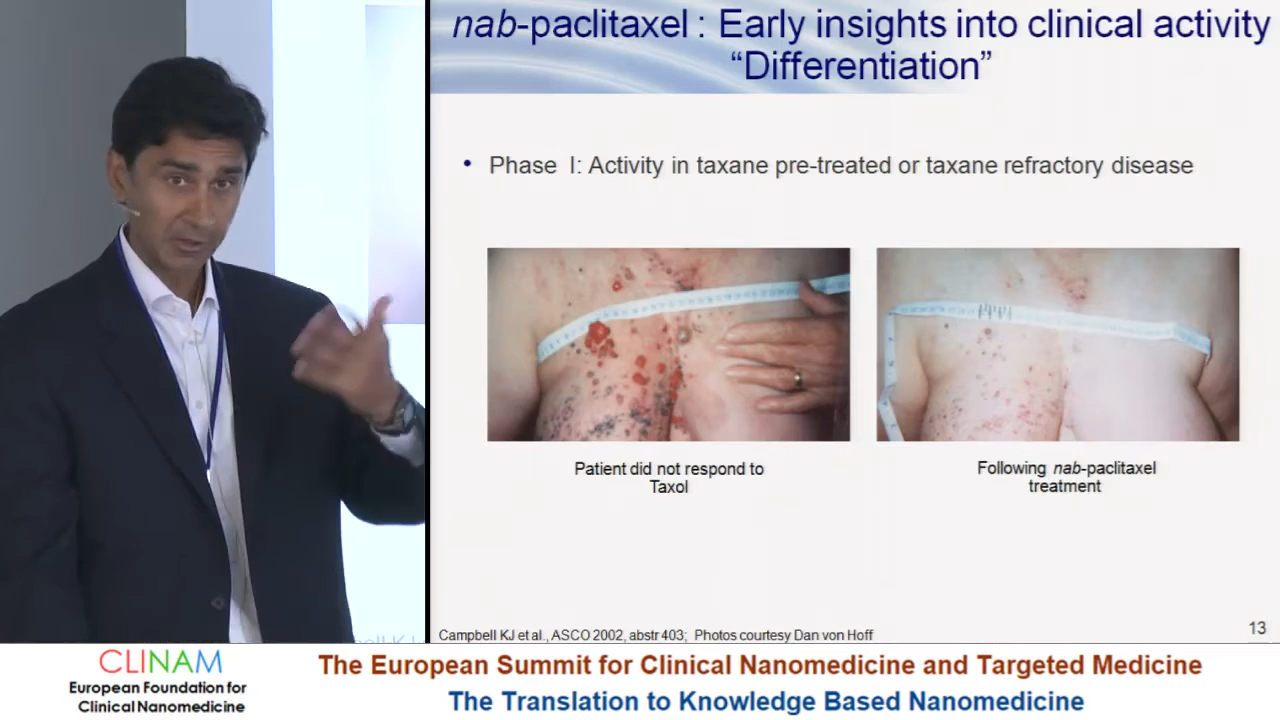 nab-paclitaxel : Early insights into clinical activity
“Differentiation”
• Phase I: Activity in taxane pre-treated or taxane refractory disease
Patient did not respond to
Taxol
Following nab-paclitaxel
treatment
Campbell KJ et al., ASCO 2002, abstr 403; Photos courtesy Dan von Hoff
13
CLINAM
European Foundation for
Clinical Nanomedicine
The European Summit for Clinical Nanomedicine and Targeted Medicine
The Translation to Knowledge Based Nanomedicine